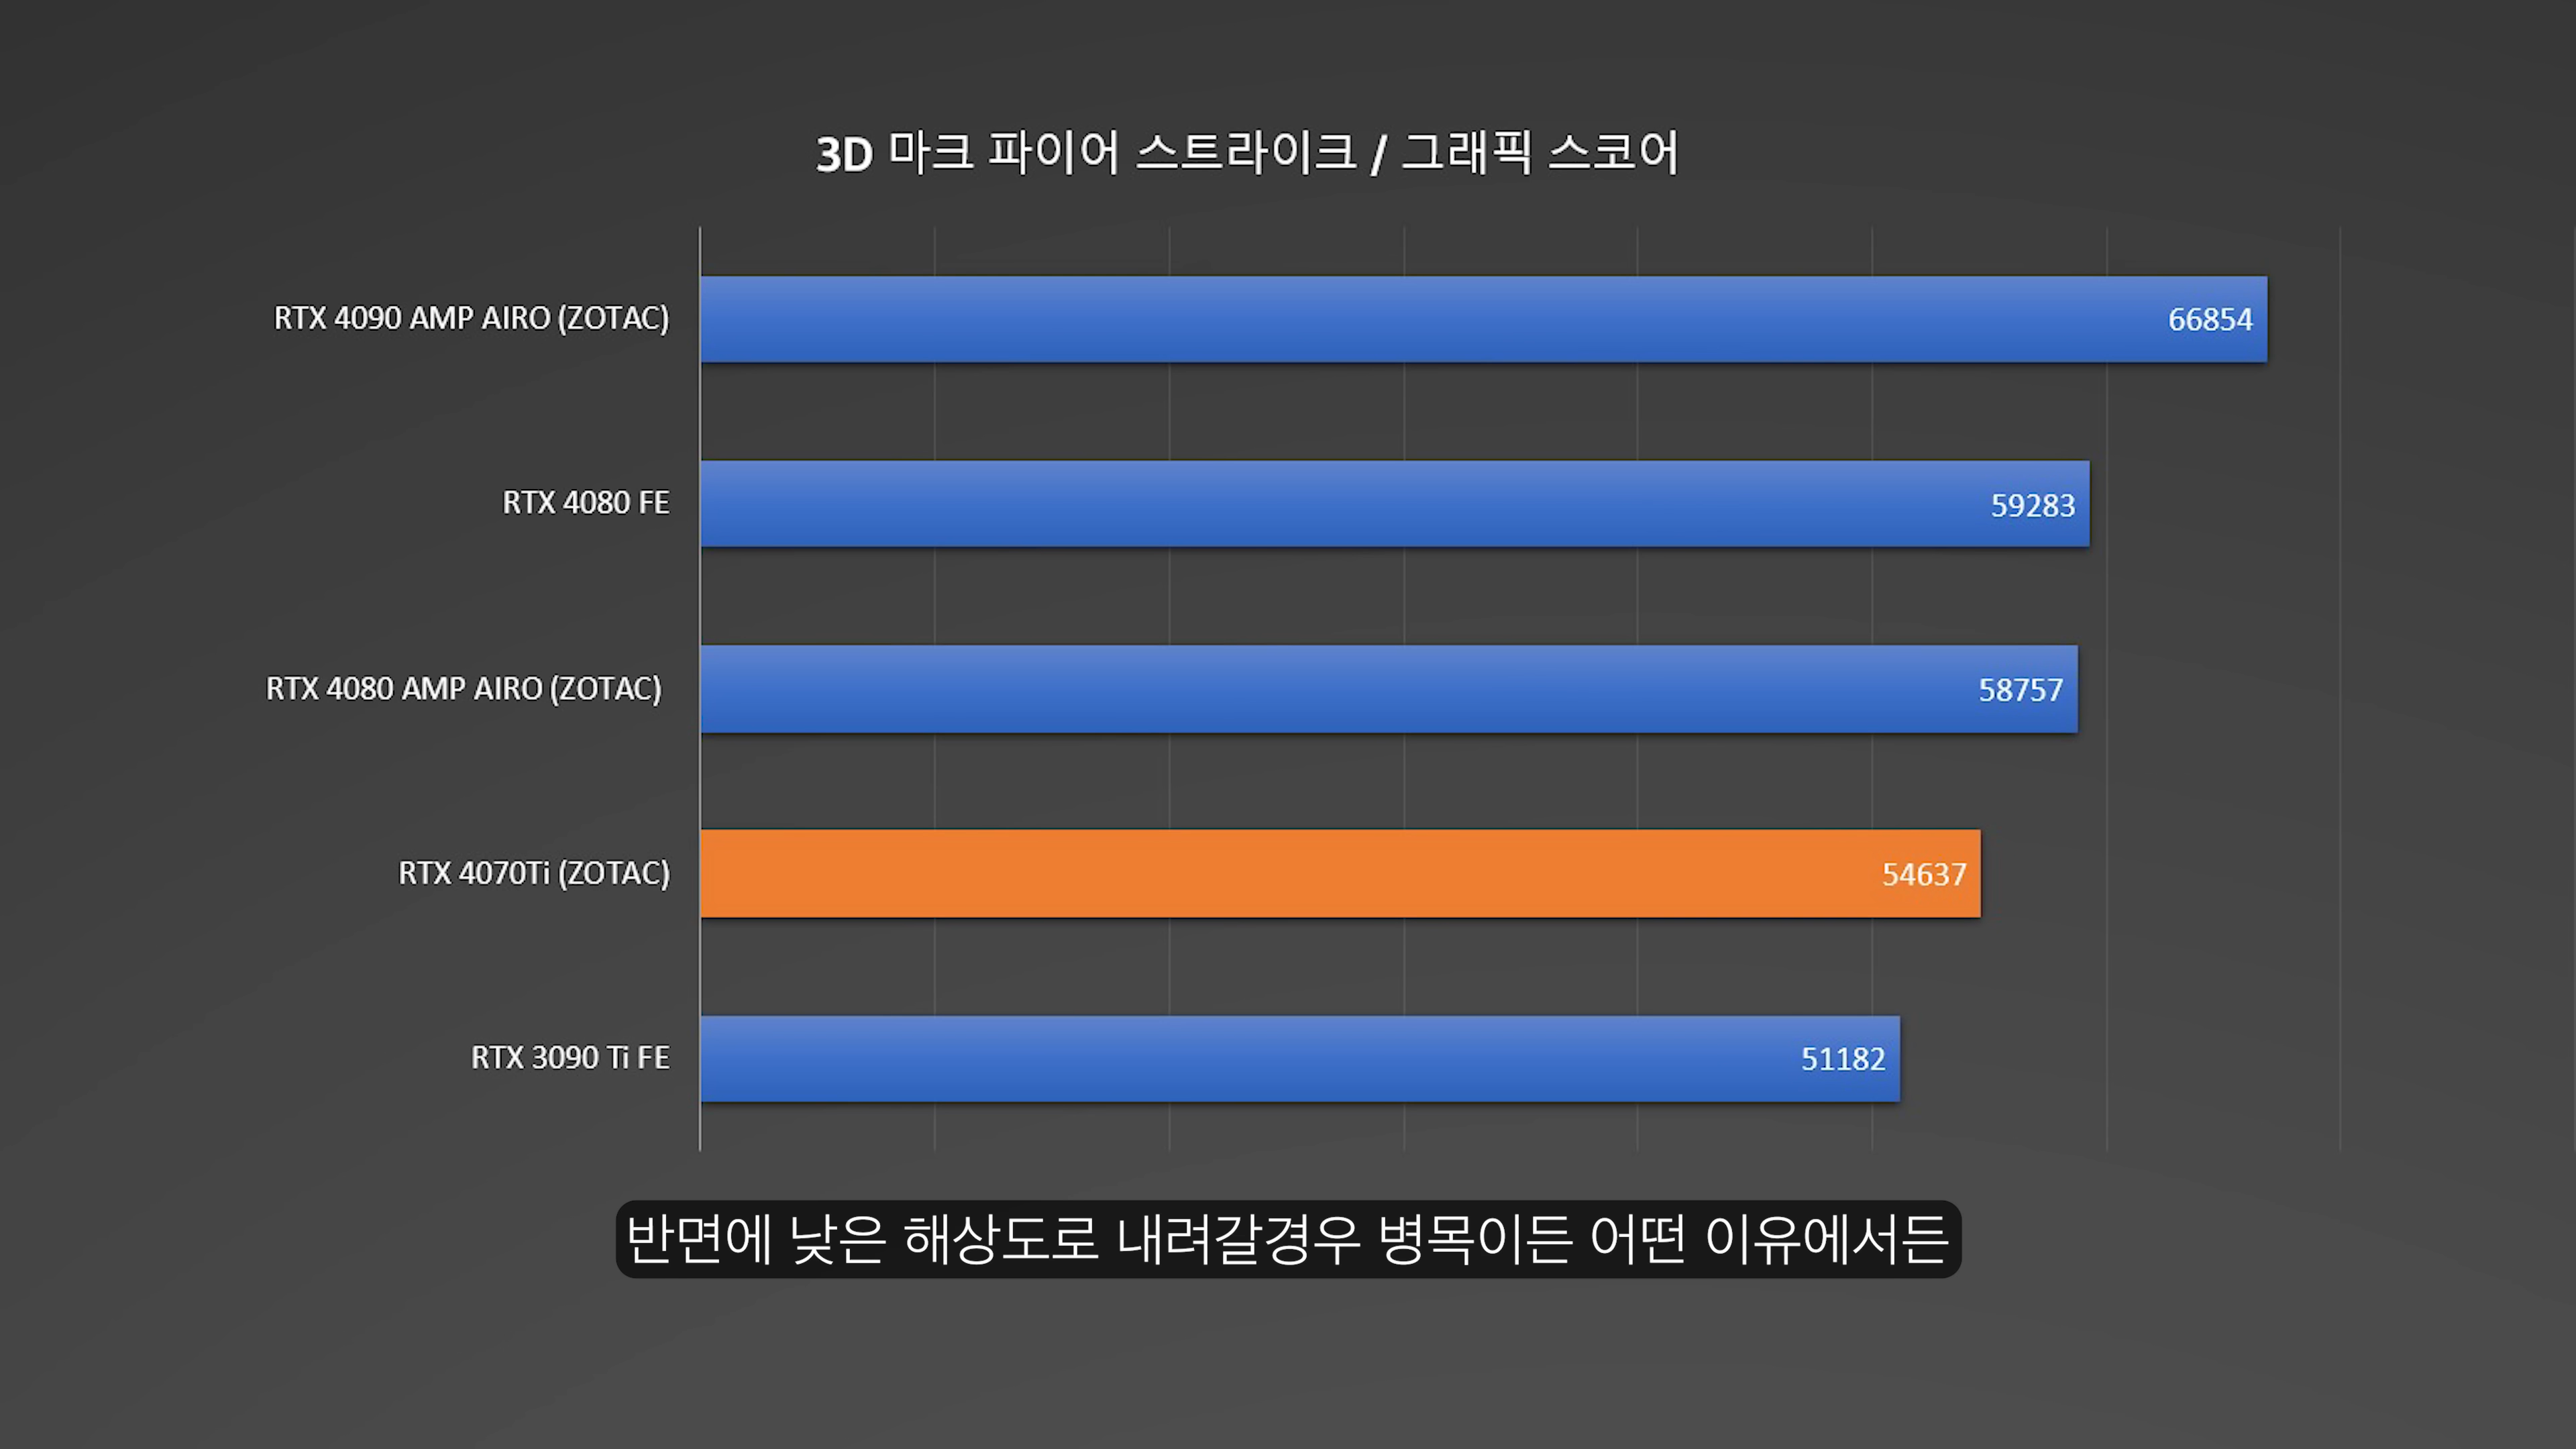 3D 마크 파이어 스트라이크 / 그래픽 스코어
RTX 4090 AMP AIRO (ZOTAC) 66854
RTX 4080 FE 59283
RTX 4080 AMP AIRO (ZOTAC) 58757
RTX 4070Ti (ZOTAC) 54637
RTX 3090 Ti FE 51182
반면에 낮은 해상도로 내려갈경우 병목이든 어떤 이유에서든